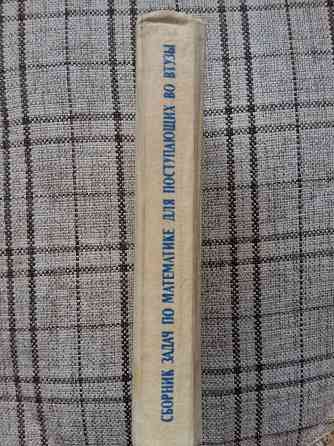 СБОРНИК ЗАДАЧ ПО МАТЕМАТИКЕ ДЛЯ ПОСТУПАЮЩИХ ВО ВТУЗЫ